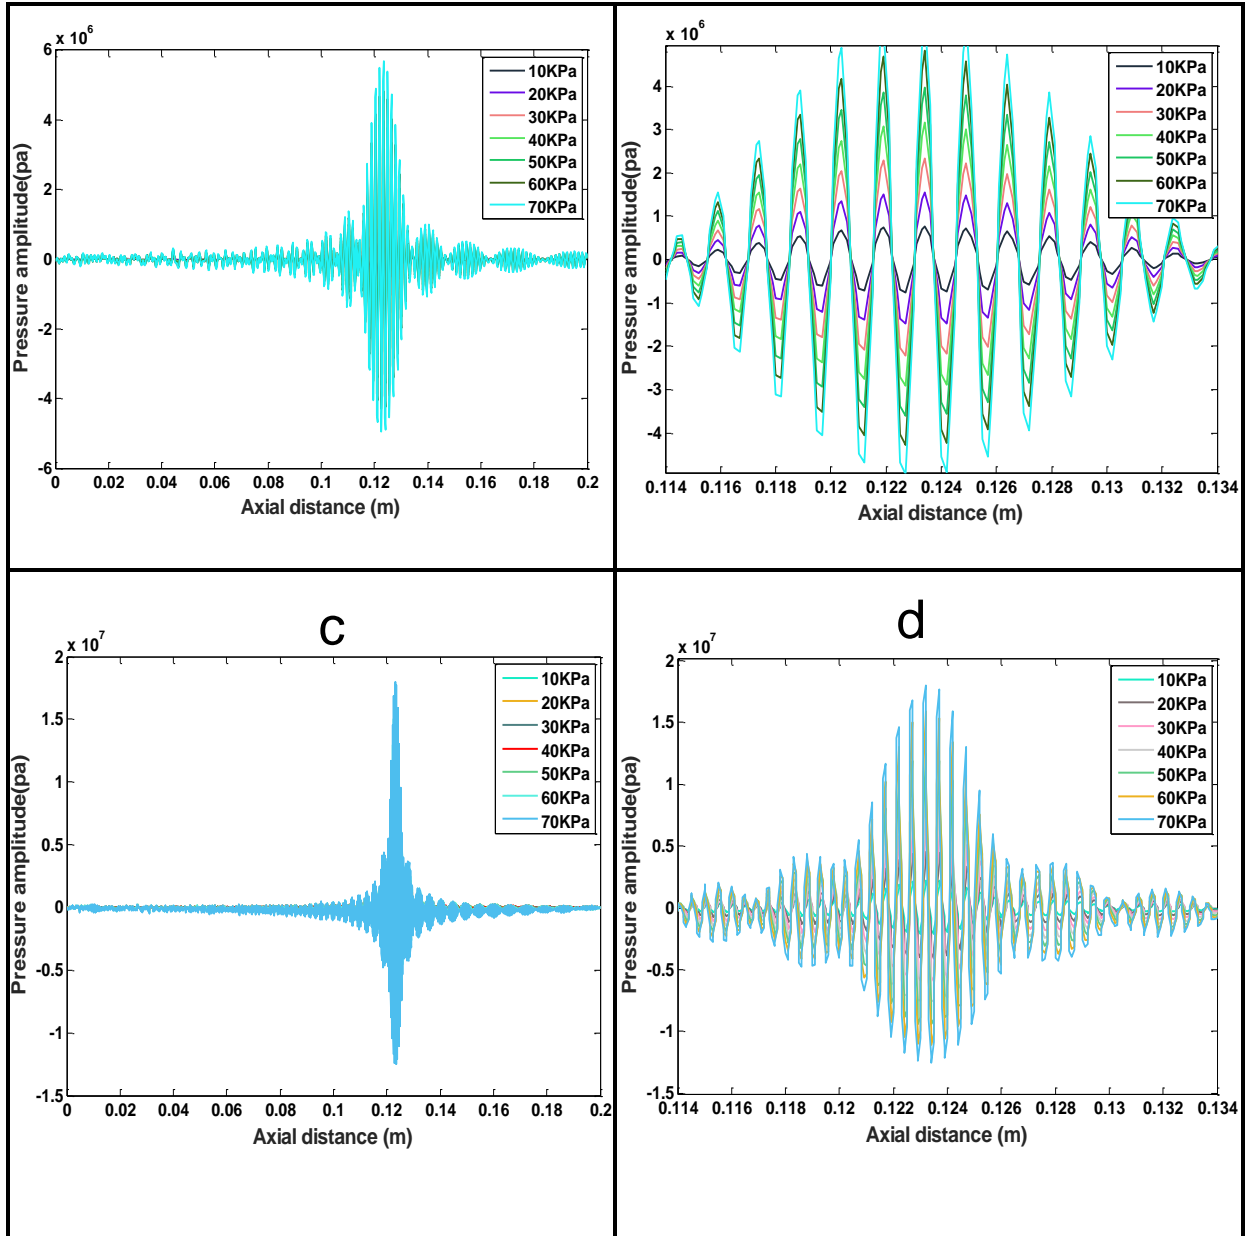 x 10^6
6
4
2
0
-2
-4
-6
Pressure amplitude(pa)
10KPa
20KPa
30KPa
40KPa
50KPa
60KPa
70KPa
0 0.02 0.04 0.06 0.08 0.1 0.12 0.14 0.16 0.18 0.2
Axial distance (m)
x 10^6
4
3
2
1
0
-1
-2
-3
-4
Pressure amplitude(pa)
10KPa
20KPa
30KPa
40KPa
50KPa
60KPa
70KPa
0.114 0.116 0.118 0.12 0.122 0.124 0.126 0.128 0.13 0.132 0.134
Axial distance (m)
c
x 10^7
2
1.5
1
0.5
0
-0.5
-1
-1.5
Pressure amplitude(pa)
10KPa
20KPa
30KPa
40KPa
50KPa
60KPa
70KPa
0 0.02 0.04 0.06 0.08 0.1 0.12 0.14 0.16 0.18 0.2
Axial distance (m)
d
x 10^7
2
1.5
1
0.5
0
-0.5
-1
-1.5
Pressure amplitude(pa)
10KPa
20KPa
30KPa
40KPa
50KPa
60KPa
70KPa
0.114 0.116 0.118 0.12 0.122 0.124 0.126 0.128 0.13 0.132 0.134
Axial distance (m)